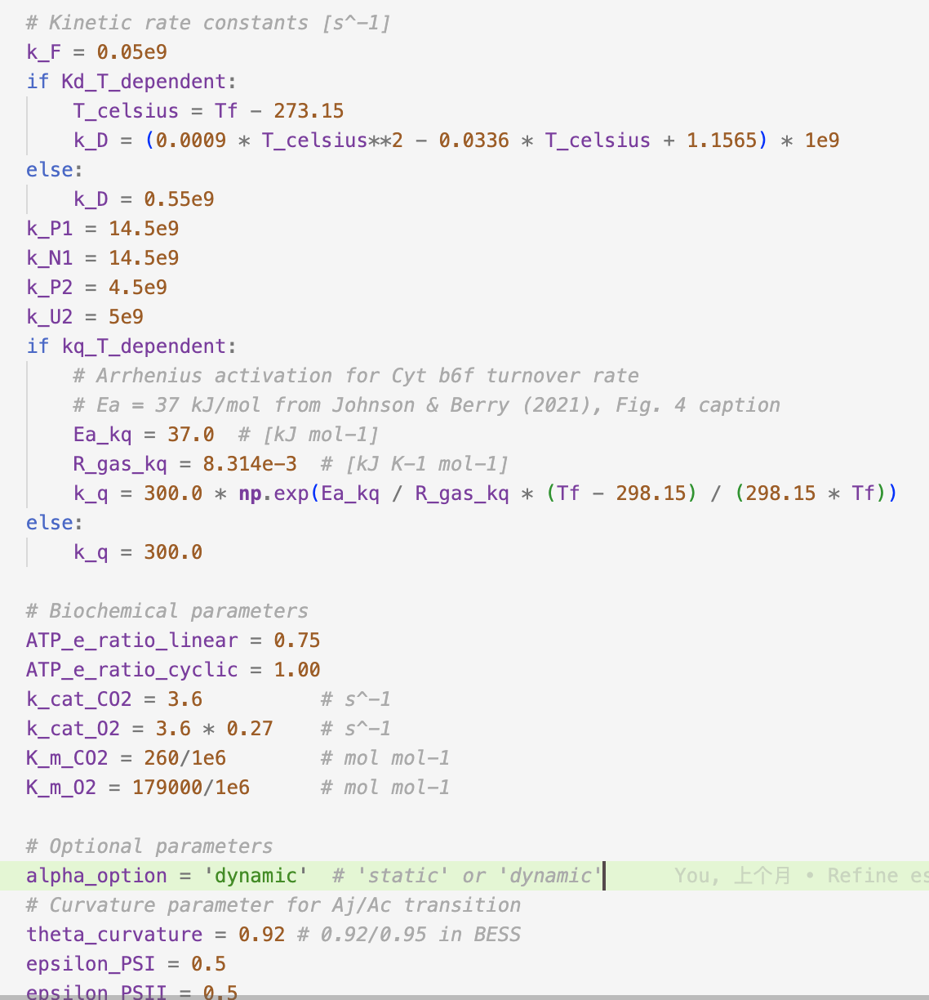 # Kinetic rate constants [s^-1]
k_F = 0.05e9
if Kd_T_dependent:
    T_celsius = Tf - 273.15
    k_D = (0.0009 * T_celsius**2 - 0.0336 * T_celsius + 1.1565) * 1e9
else:
    k_D = 0.55e9
k_P1 = 14.5e9
k_N1 = 14.5e9
k_P2 = 4.5e9
k_U2 = 5e9
if kq_T_dependent:
    # Arrhenius activation for Cyt b6f turnover rate
    # Ea = 37 kJ/mol from Johnson & Berry (2021), Fig. 4 caption
    Ea_kq = 37.0  # [kJ mol-1]
    R_gas_kq = 8.314e-3  # [kJ K-1 mol-1]
    k_q = 300.0 * np.exp(Ea_kq / R_gas_kq * (Tf - 298.15) / (298.15 * Tf))
else:
    k_q = 300.0
# Biochemical parameters
ATP_e_ratio_linear = 0.75
ATP_e_ratio_cyclic = 1.00
k_cat_CO2 = 3.6          # s^-1
k_cat_O2 = 3.6 * 0.27    # s^-1
K_m_CO2 = 260/1e6        # mol mol-1
K_m_O2 = 179000/1e6      # mol mol-1
# Optional parameters
alpha_option = 'dynamic'  # 'static' or 'dynamic'      You, 上个月 • Refine es
# Curvature parameter for Aj/Ac transition
theta_curvature = 0.92 # 0.92/0.95 in BESS
epsilon_PSI = 0.5
epsilon_PSII = 0.5